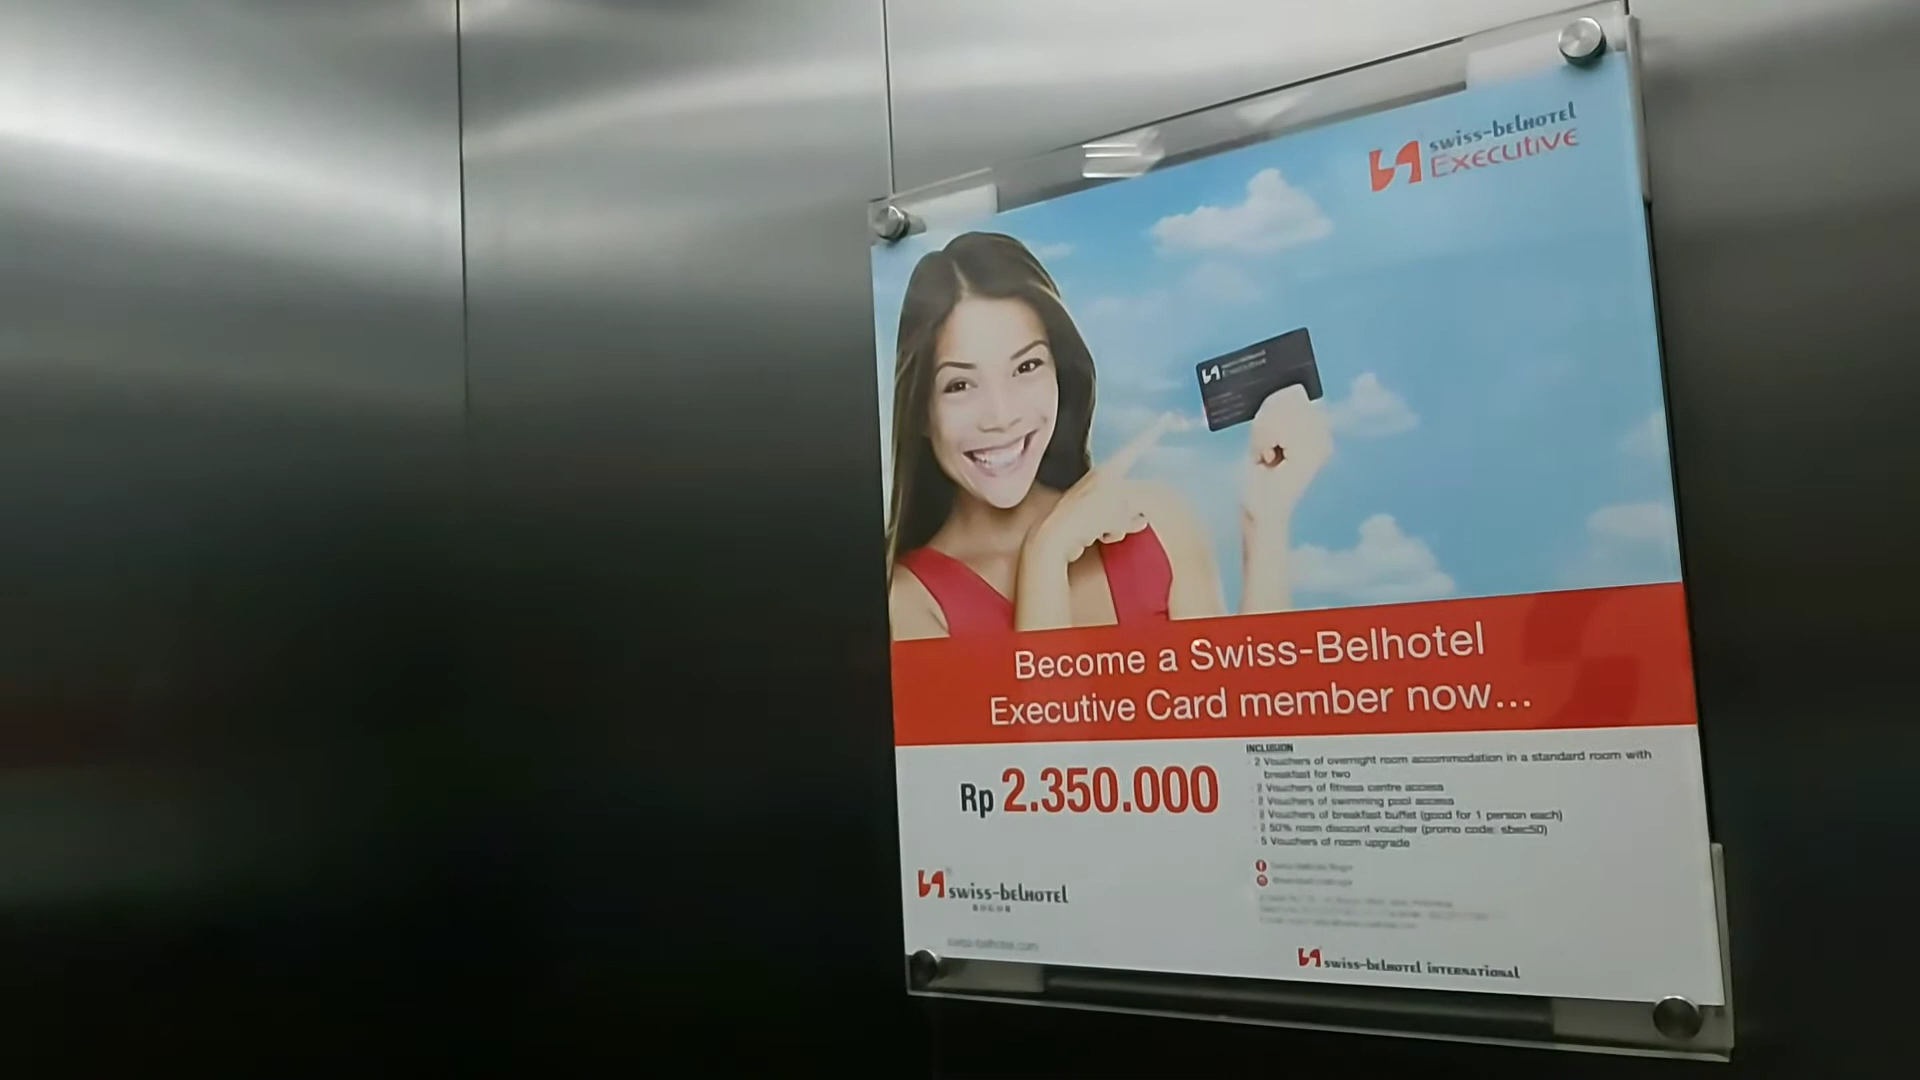 swiss-belHOTEL
EXECUTIVE
Become a Swiss-Belhotel
Executive Card member now...
Rp 2.350.000
INCLUSION
2 Vouchers of overnight room accommodation in a standard room with
breakfast for two
2 Vouchers of fitness centre access
2 Vouchers of swimming pool access
2 Vouchers of breakfast buffet (good for 1 person each)
2 50% room discount voucher (promo code: sbec50)
5 Vouchers of room upgrade
swiss-belHOTEL
BOGOR
swiss-belhotel.com
swiss-belHOTEL INTERNATIONAL